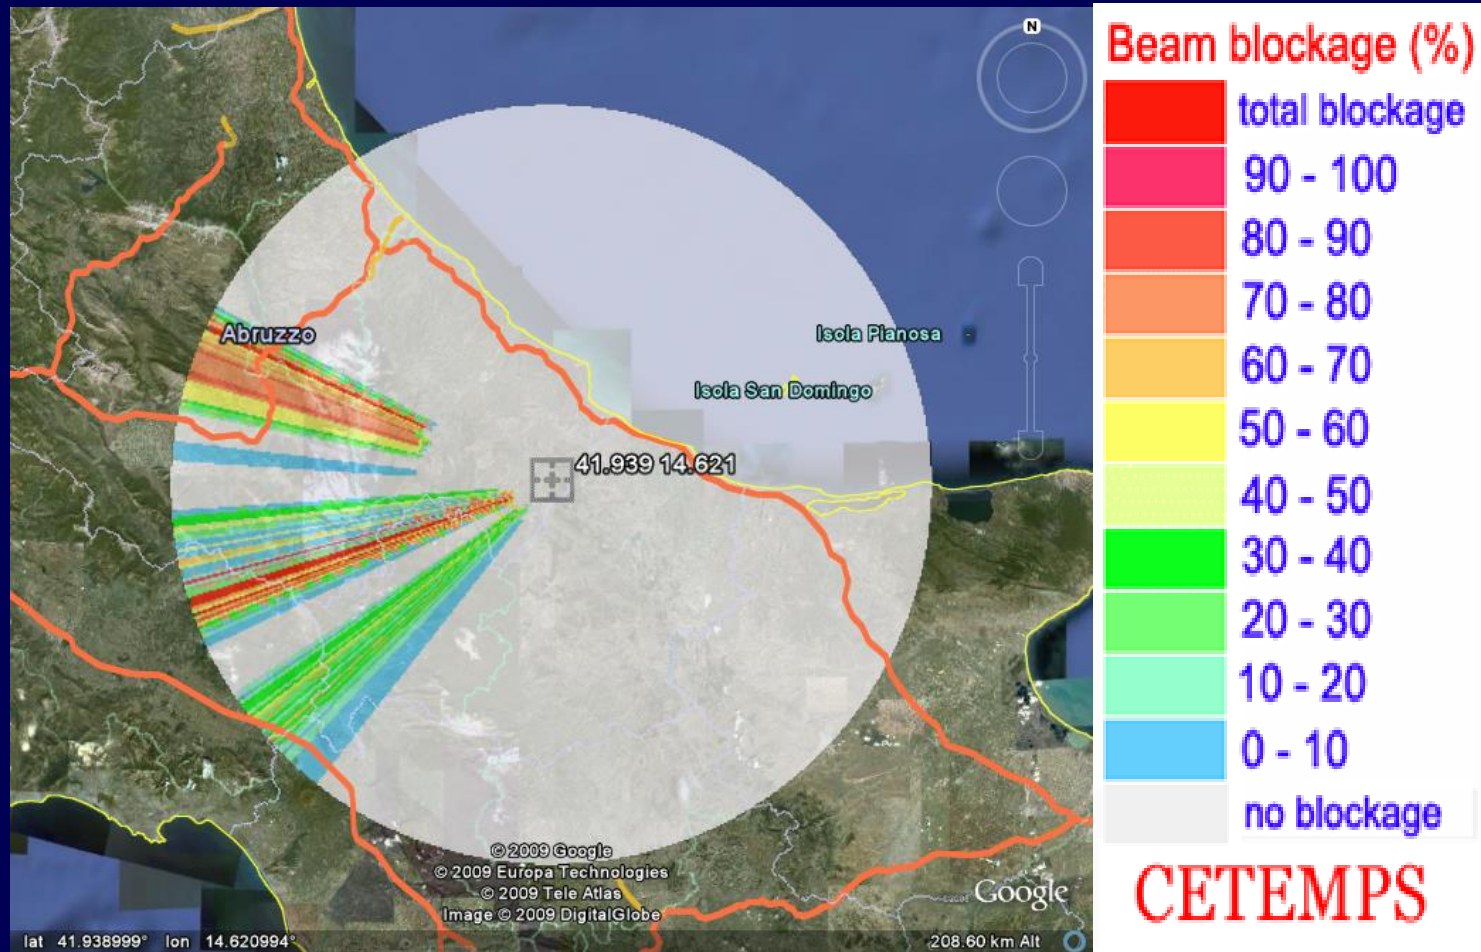 N
Abruzzo
Isola Pianosa
Isola San Domingo
41.939 14.621
© 2009 Google
© 2009 Europa Technologies
© 2009 Tele Atlas
Image © 2009 DigitalGlobe
Google
lat 41.938999° lon 14.620994°
208.60 km Alt
Beam blockage (%)
total blockage
90 - 100
80 - 90
70 - 80
60 - 70
50 - 60
40 - 50
30 - 40
20 - 30
10 - 20
0 - 10
no blockage
CETEMPS